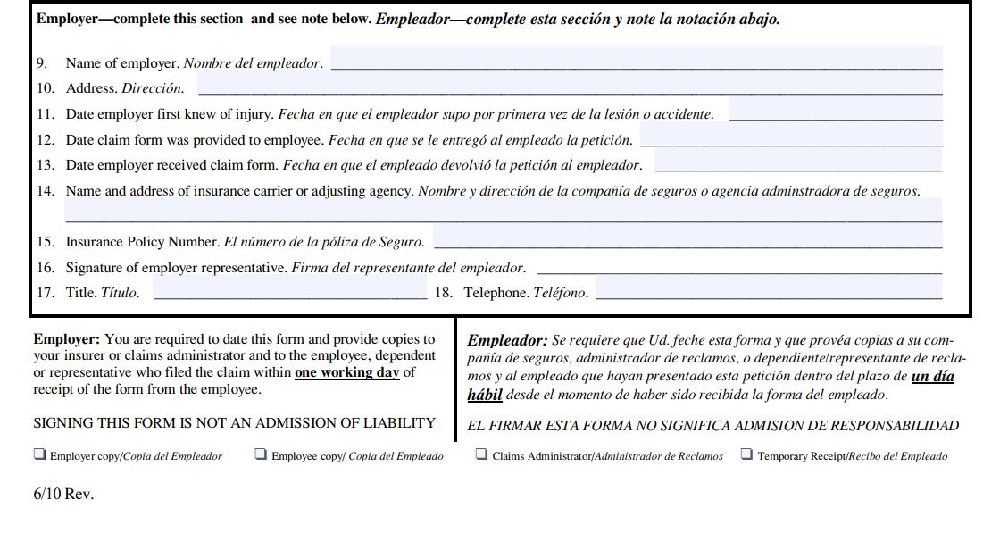 Employer—complete this section and see note below. Empleador—complete esta sección y note la notación abajo.
9. Name of employer. Nombre del empleador.
10. Address. Dirección.
11. Date employer first knew of injury. Fecha en que el empleador supo por primera vez de la lesión o accidente.
12. Date claim form was provided to employee. Fecha en que se le entregó al empleado la petición.
13. Date employer received claim form. Fecha en que el empleado devolvió la petición al empleador.
14. Name and address of insurance carrier or adjusting agency. Nombre y dirección de la compañía de seguros o agencia adminstradora de seguros.
15. Insurance Policy Number. El número de la póliza de Seguro.
16. Signature of employer representative. Firma del representante del empleador.
17. Title. Título. 18. Telephone. Teléfono.
Employer: You are required to date this form and provide copies to
your insurer or claims administrator and to the employee, dependent
or representative who filed the claim within one working day of
receipt of the form from the employee.
SIGNING THIS FORM IS NOT AN ADMISSION OF LIABILITY
Empleador: Se requiere que Ud. feche esta forma y que provéa copias a su com-
pañía de seguros, administrador de reclamos, o dependiente/representante de recla-
mos y al empleado que hayan presentado esta petición dentro del plazo de un día
hábil desde el momento de haber sido recibida la forma del empleado.
EL FIRMAR ESTA FORMA NO SIGNIFICA ADMISION DE RESPONSABILIDAD
Employer copy/Copia del Empleador Employee copy/ Copia del Empleado Claims Administrator/Administrador de Reclamos Temporary Receipt/Recibo del Empleado
6/10 Rev.